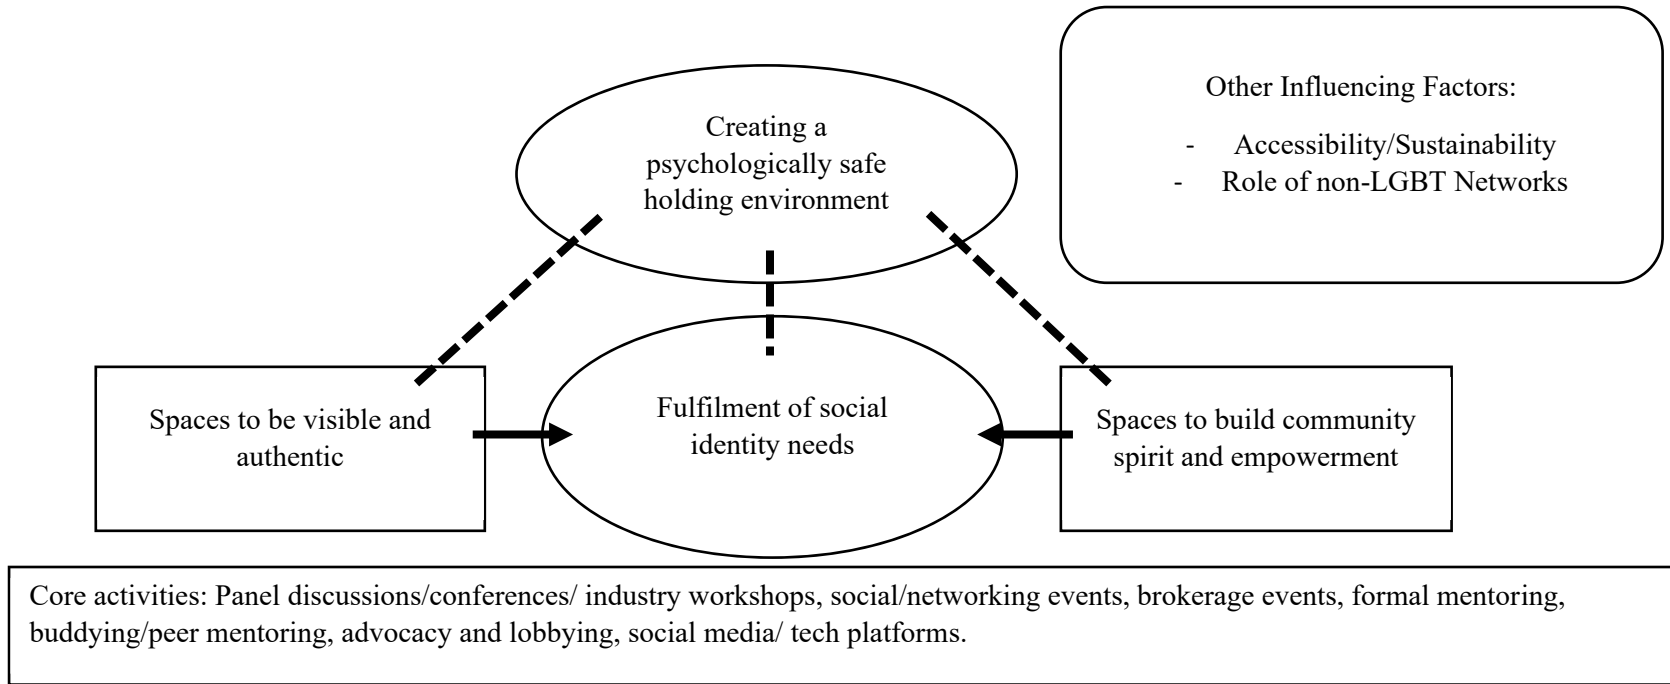 Other Influencing Factors:
- Accessibility/Sustainability
- Role of non-LGBT Networks
Creating a
psychologically safe
holding environment
Spaces to be visible and
authentic
Fulfilment of social
identity needs
Spaces to build community
spirit and empowerment
Core activities: Panel discussions/conferences/ industry workshops, social/networking events, brokerage events, formal mentoring,
buddying/peer mentoring, advocacy and lobbying, social media/ tech platforms.